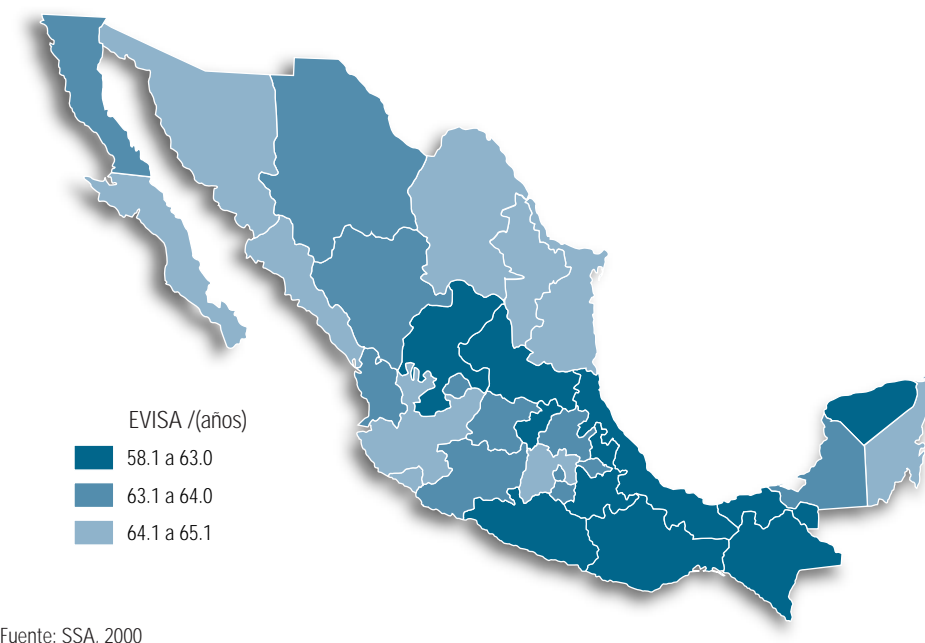 EVISA /(años)
58.1 a 63.0
63.1 a 64.0
64.1 a 65.1
Fuente: SSA. 2000